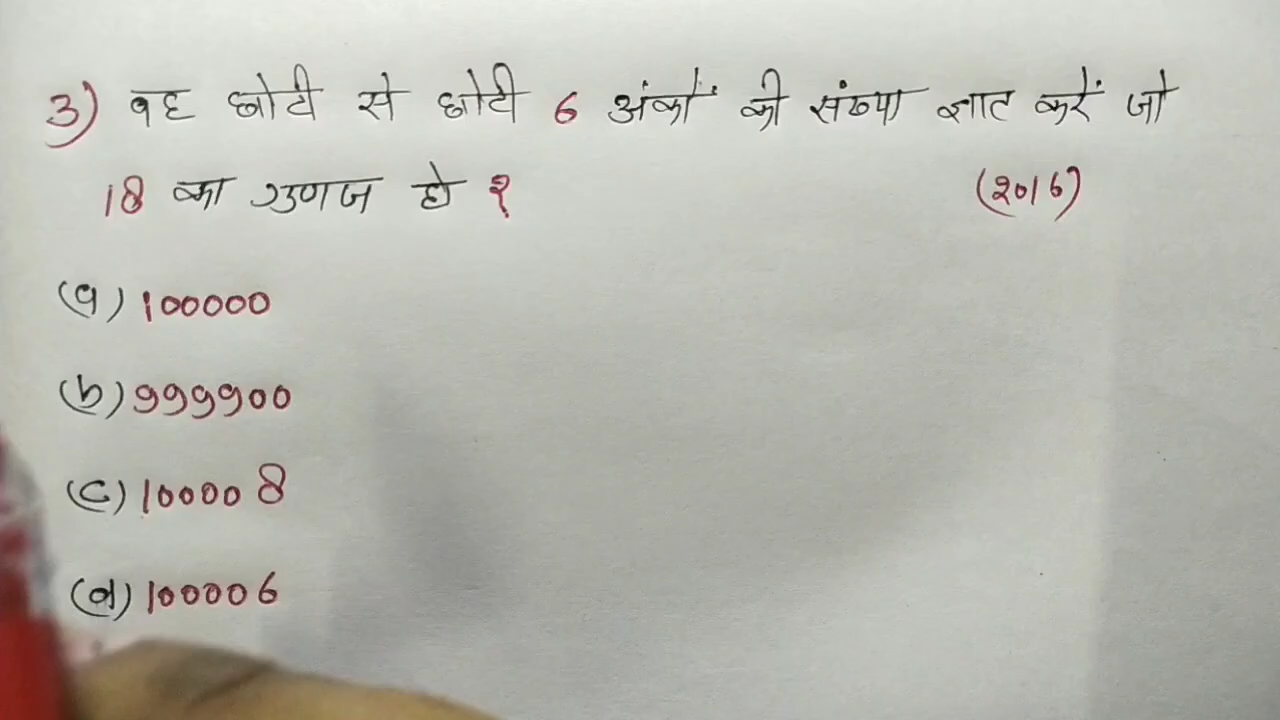 3) वह छोटी से छोटी 6 अंकों की संख्या ज्ञात करें जो
18 का गुणज हो ?
(2016)
(a) 100000
(b) 999900
(c) 100008
(d) 100006